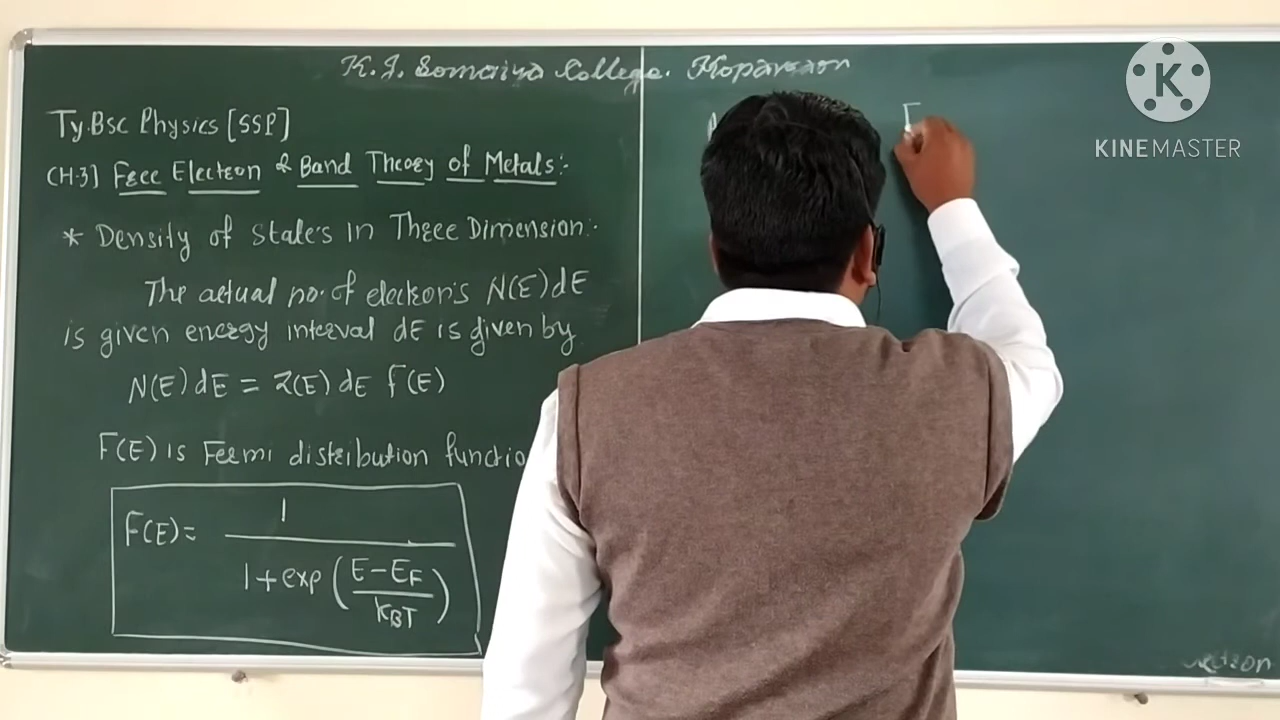 K.J. Somaiya College. Kopargaon
Ty.Bsc Physics [SSP]
CH-3] Free Electron & Band Theory of Metals:-
* Density of states in Three Dimension:-
The actual no. of electron's N(E)dE
is given energy interval dE is given by
N(E)dE = Z(E) dE F(E)
F(E) is Fermi distribution functio
F(E) = 1 / 1+exp(E-EF / KBT)
K
KINEMASTER